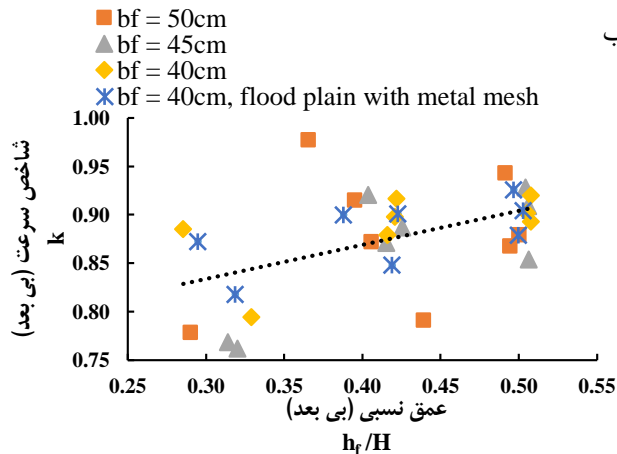 bf = 50cm
ب
bf = 45cm
bf = 40cm
bf = 40cm, flood plain with metal mesh
شاخص سرعت (بی بعد)
k
1.00
0.95
0.90
0.85
0.80
0.75
0.25 0.30 0.35 0.40 0.45 0.50 0.55
عمق نسبی (بی بعد)
h_f /H